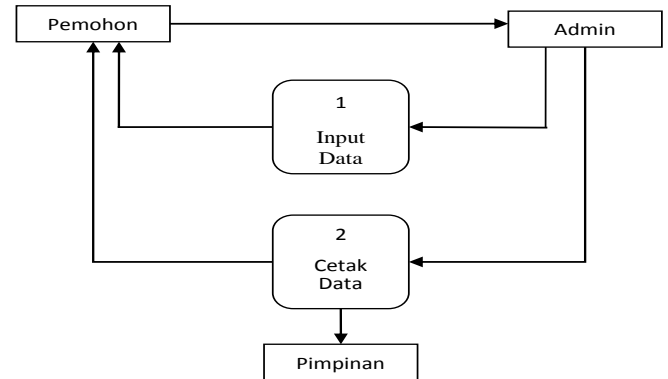 Pemohon
Admin
1
Input
Data
2
Cetak
Data
Pimpinan